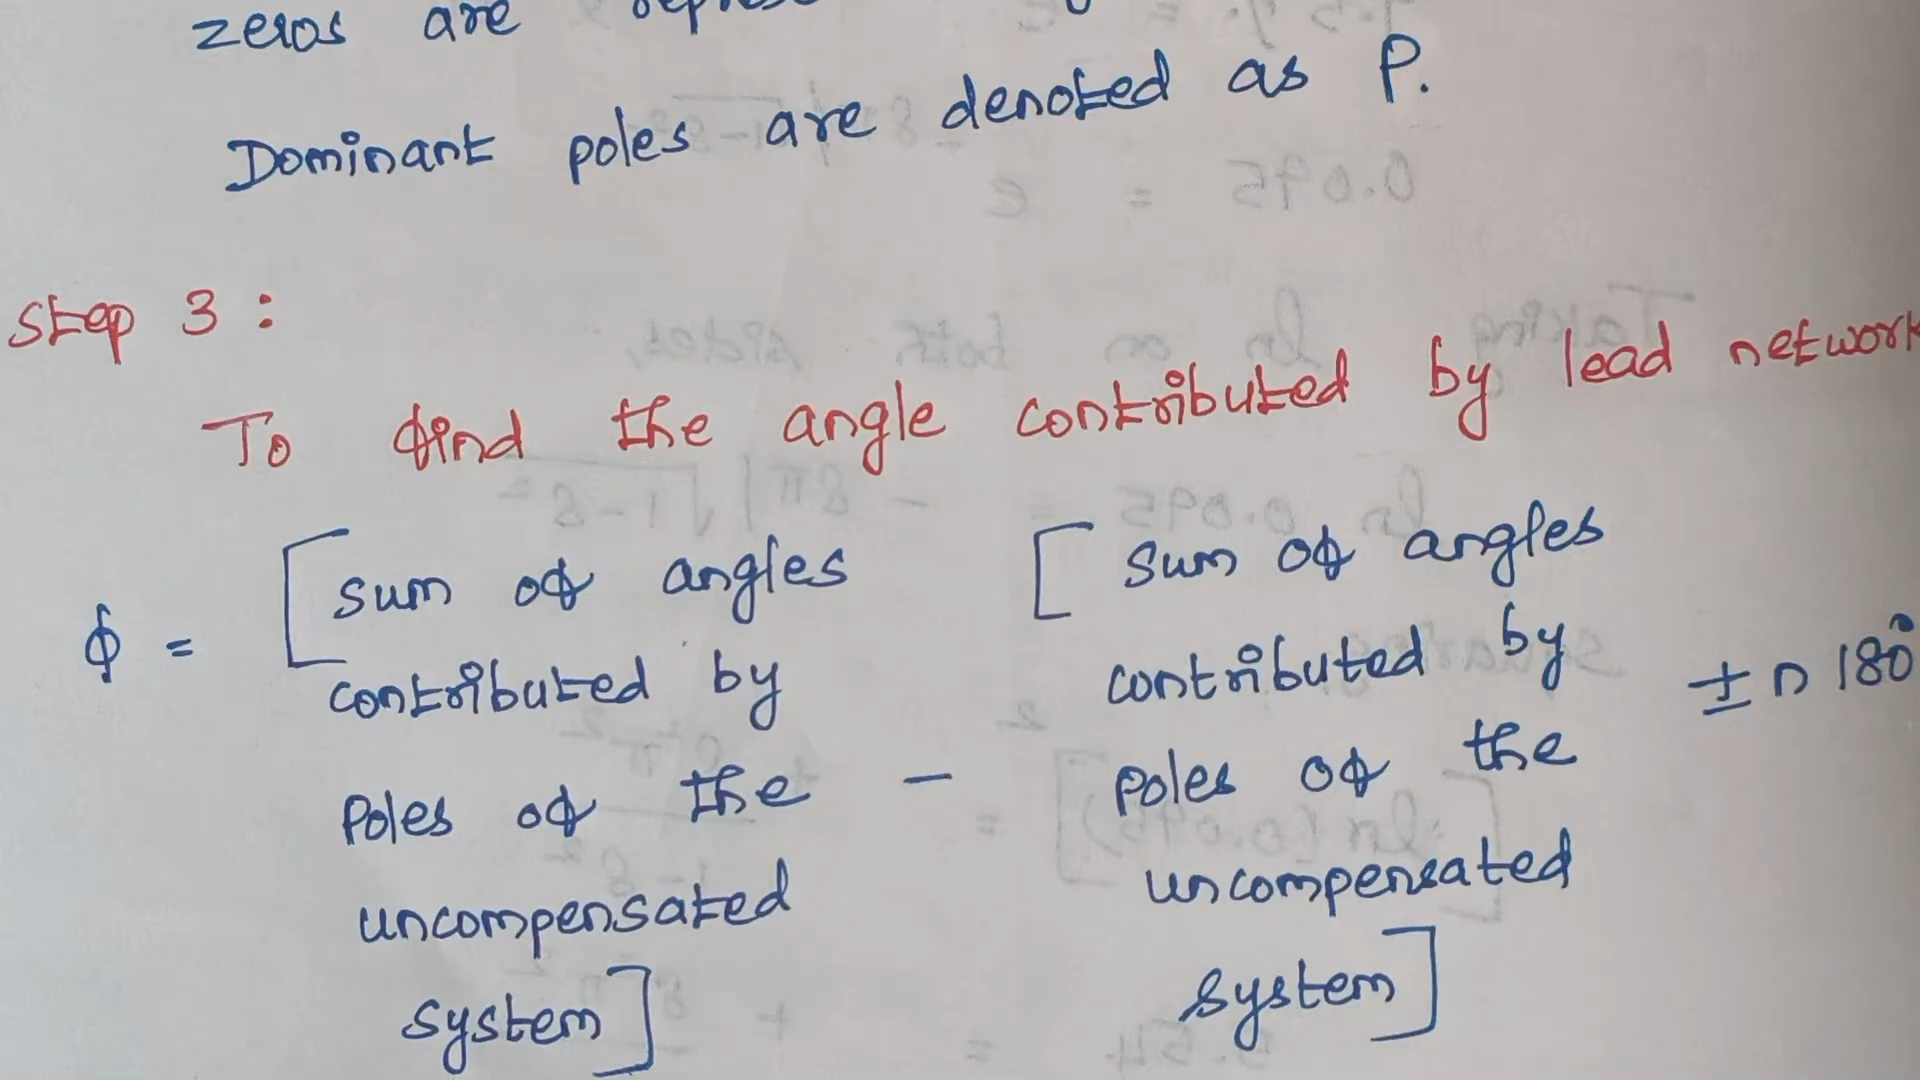 zeros are
Dominant poles are denoted as P.
Step 3 :
To find the angle contributed by lead network
ϕ = [sum of angles contributed by Poles of the uncompensated system] − [sum of angles contributed by poles of the uncompensated system] ± n 180°